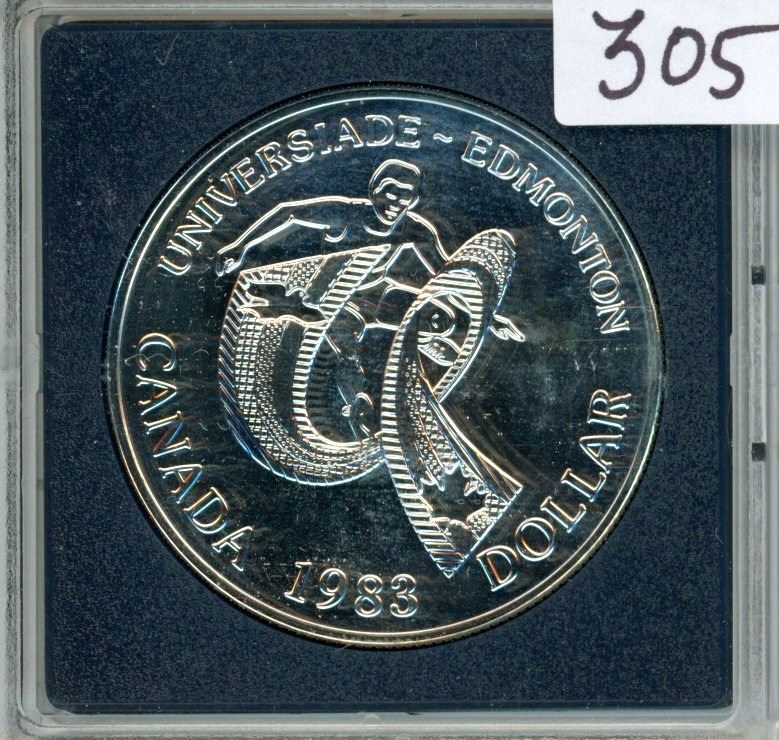 305
UNIVERSIADE ~ EDMONTON
CANADA 1983 DOLLAR